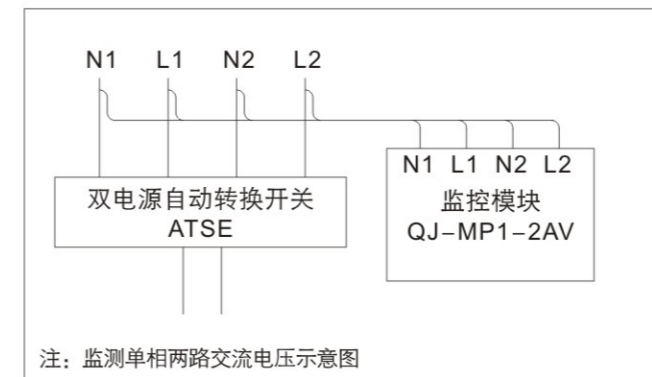 N1 L1 N2 L2
N1 L1 N2 L2
双电源自动转换开关
ATSE
监控模块
QJ–MP1–2AV
注：监测单相两路交流电压示意图